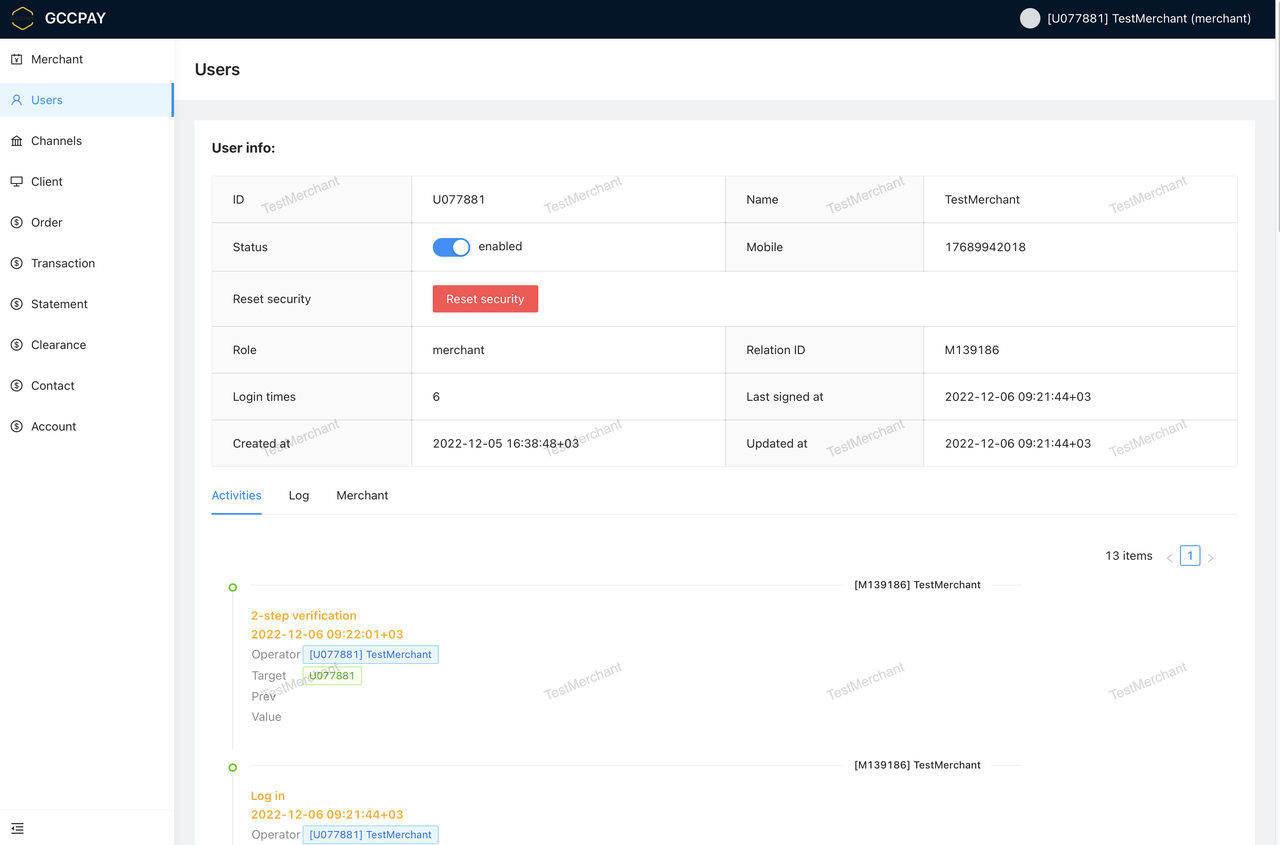 GCCPAY
[U077881] TestMerchant (merchant)
Merchant
Users
Channels
Client
Order
Transaction
Statement
Clearance
Contact
Account
Users
User info:
ID U077881 Name TestMerchant
Status enabled Mobile 17689942018
Reset security Reset security
Role merchant Relation ID M139186
Login times 6 Last signed at 2022-12-06 09:21:44+03
Created at 2022-12-05 16:38:48+03 Updated at 2022-12-06 09:21:44+03
TestMerchant TestMerchant TestMerchant TestMerchant
TestMerchant TestMerchant TestMerchant TestMerchant
Activities Log Merchant
13 items < 1 >
[M139186] TestMerchant
2-step verification
2022-12-06 09:22:01+03
Operator [U077881] TestMerchant
Target U077881
Prev
Value
TestMerchant TestMerchant TestMerchant TestMerchant
[M139186] TestMerchant
Log in
2022-12-06 09:21:44+03
Operator [U077881] TestMerchant